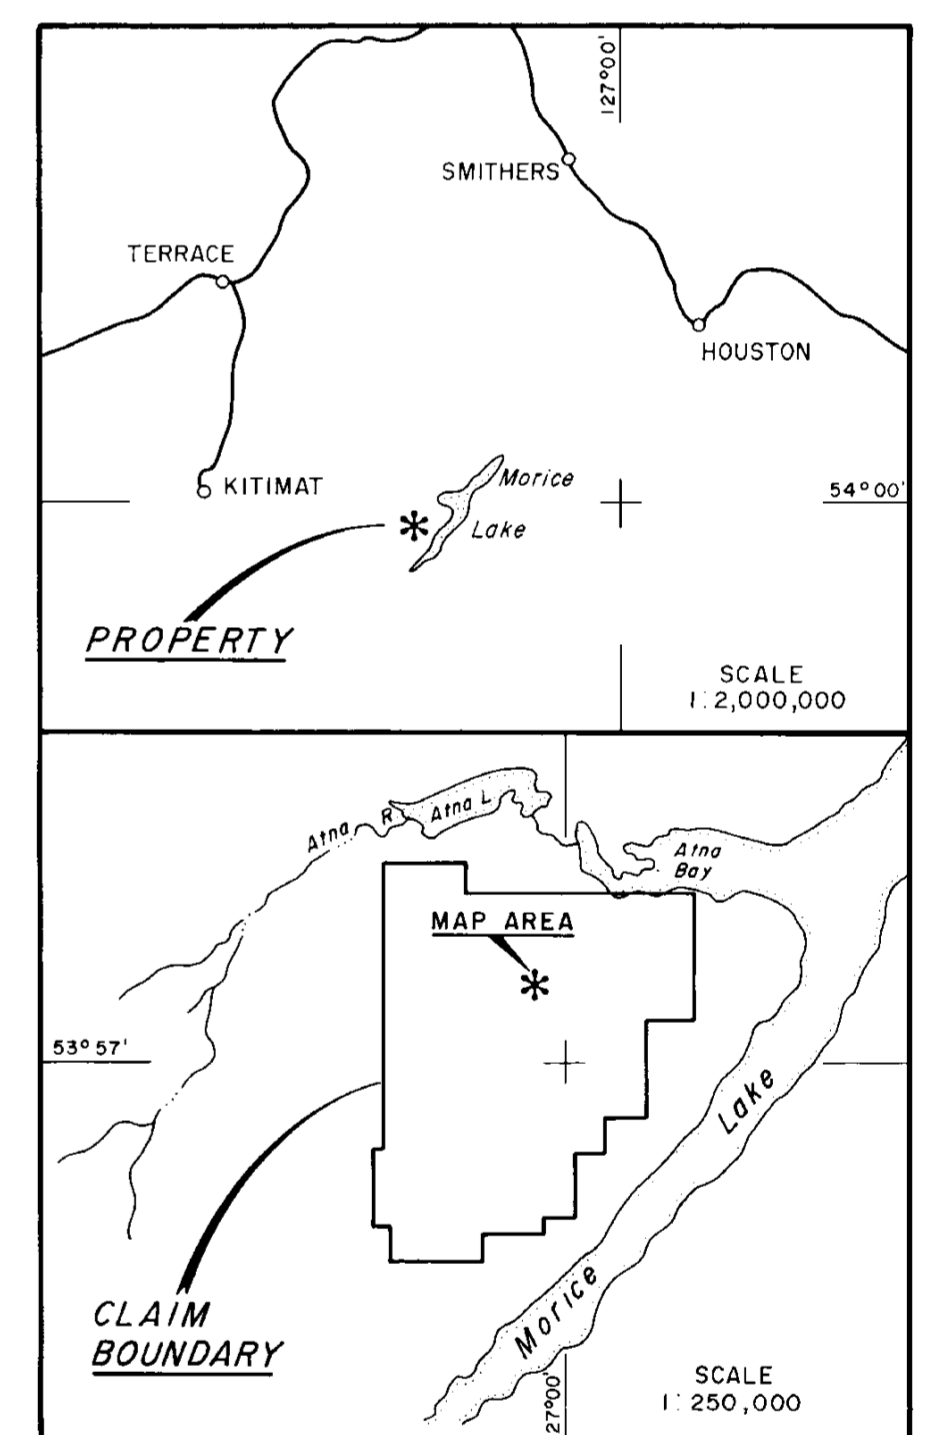 127°00'
SMITHERS
TERRACE
HOUSTON
KITIMAT
Morice
Lake
54°00'
PROPERTY
SCALE
1:2,000,000
Atna R
Atna L
Atna
Bay
MAP AREA
53°57'
Morice Lake
CLAIM
BOUNDARY
27°00'
SCALE
1:250,000